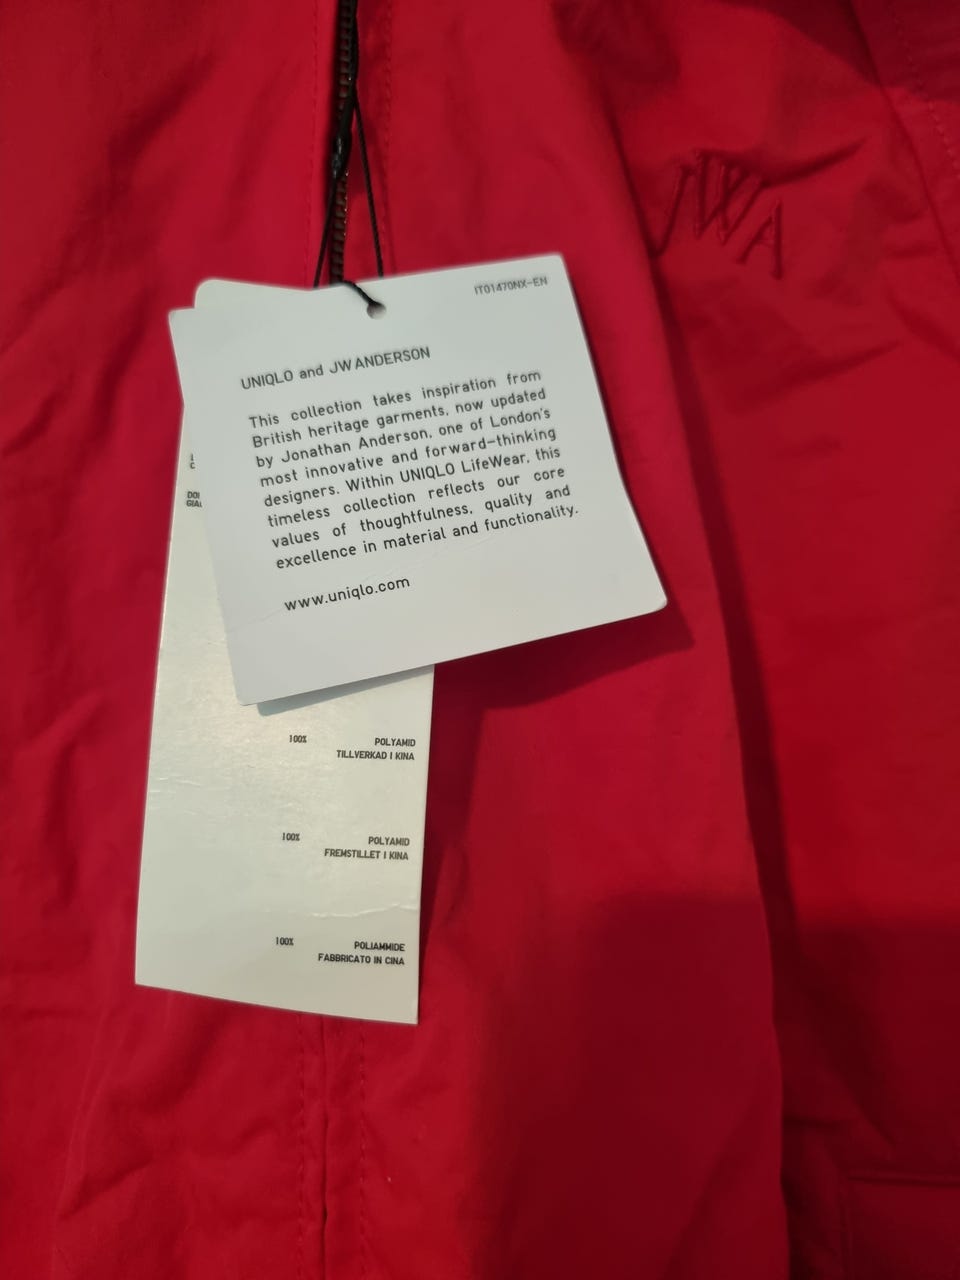 JWA
IT01470NX-EN
UNIQLO and JW ANDERSON
This collection takes inspiration from
British heritage garments, now updated
by Jonathan Anderson, one of London's
most innovative and forward-thinking
designers. Within UNIQLO LifeWear, this
timeless collection reflects our core
values of thoughtfulness, quality and
excellence in material and functionality.
www.uniqlo.com
100% POLYAMID
TILLVERKAD I KINA
100% POLYAMID
FREMSTILLET I KINA
100% POLIAMMIDE
FABBRICATO IN CINA